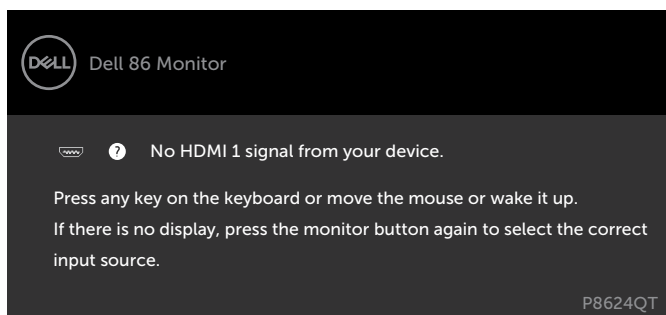 DELL
Dell 86 Monitor
? No HDMI 1 signal from your device.
Press any key on the keyboard or move the mouse or wake it up.
If there is no display, press the monitor button again to select the correct
input source.
P8624QT